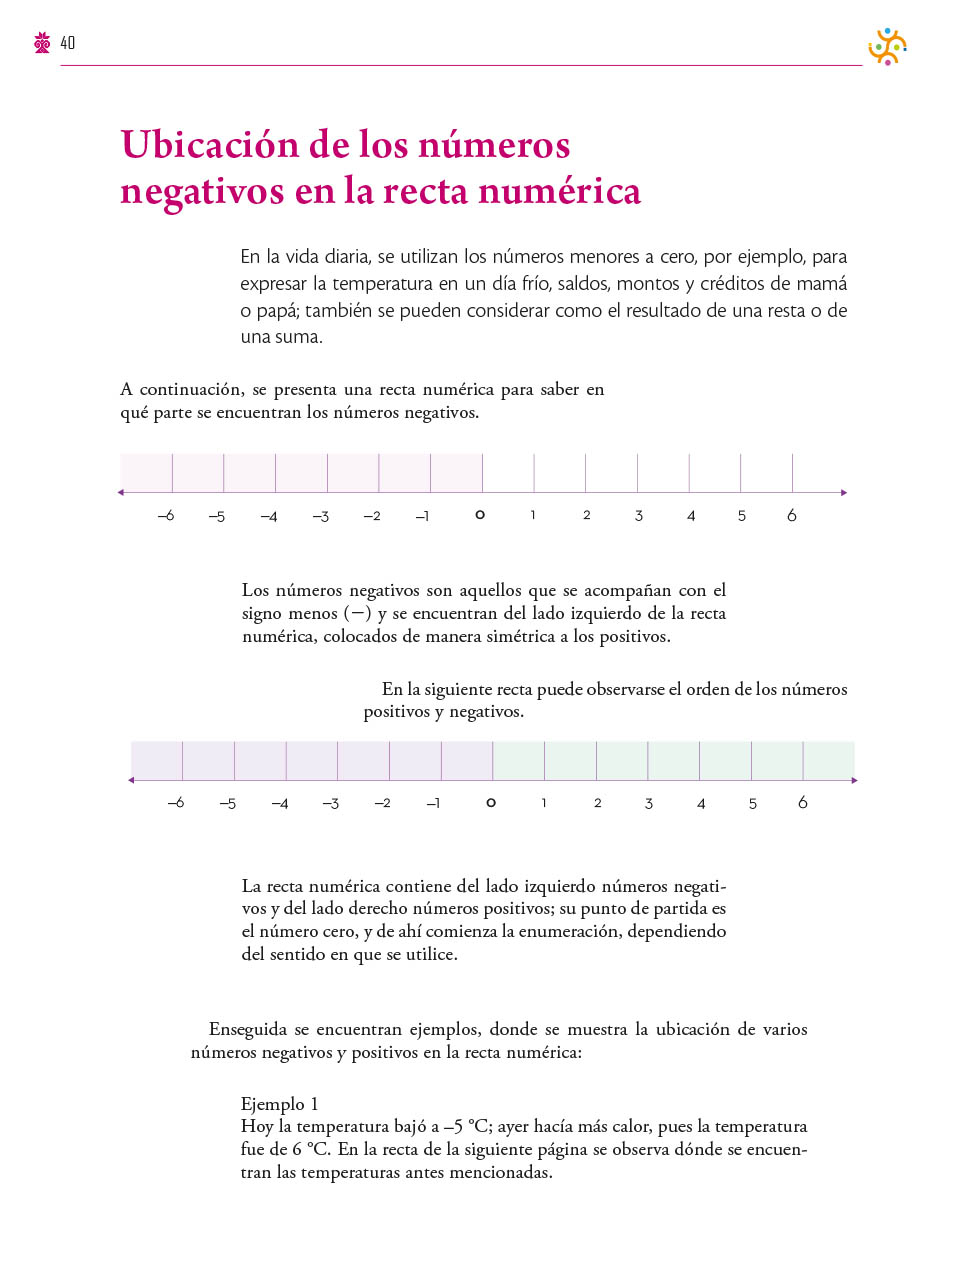 40
Ubicación de los números
negativos en la recta numérica
En la vida diaria, se utilizan los números menores a cero, por ejemplo, para
expresar la temperatura en un día frío, saldos, montos y créditos de mamá
o papá; también se pueden considerar como el resultado de una resta o de
una suma.
A continuación, se presenta una recta numérica para saber en
qué parte se encuentran los números negativos.
–6 –5 –4 –3 –2 –1 0 1 2 3 4 5 6
Los números negativos son aquellos que se acompañan con el
signo menos (−) y se encuentran del lado izquierdo de la recta
numérica, colocados de manera simétrica a los positivos.
En la siguiente recta puede observarse el orden de los números
positivos y negativos.
–6 –5 –4 –3 –2 –1 0 1 2 3 4 5 6
La recta numérica contiene del lado izquierdo números negati-
vos y del lado derecho números positivos; su punto de partida es
el número cero, y de ahí comienza la enumeración, dependiendo
del sentido en que se utilice.
Enseguida se encuentran ejemplos, donde se muestra la ubicación de varios
números negativos y positivos en la recta numérica:
Ejemplo 1
Hoy la temperatura bajó a –5 °C; ayer hacía más calor, pues la temperatura
fue de 6 °C. En la recta de la siguiente página se observa dónde se encuen-
tran las temperaturas antes mencionadas.